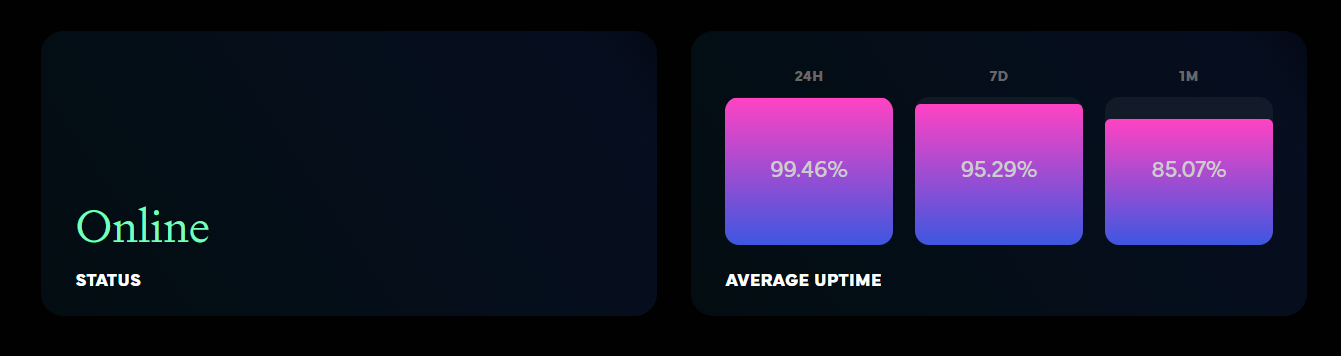 Online
STATUS
24H 7D 1M
99.46% 95.29% 85.07%
AVERAGE UPTIME